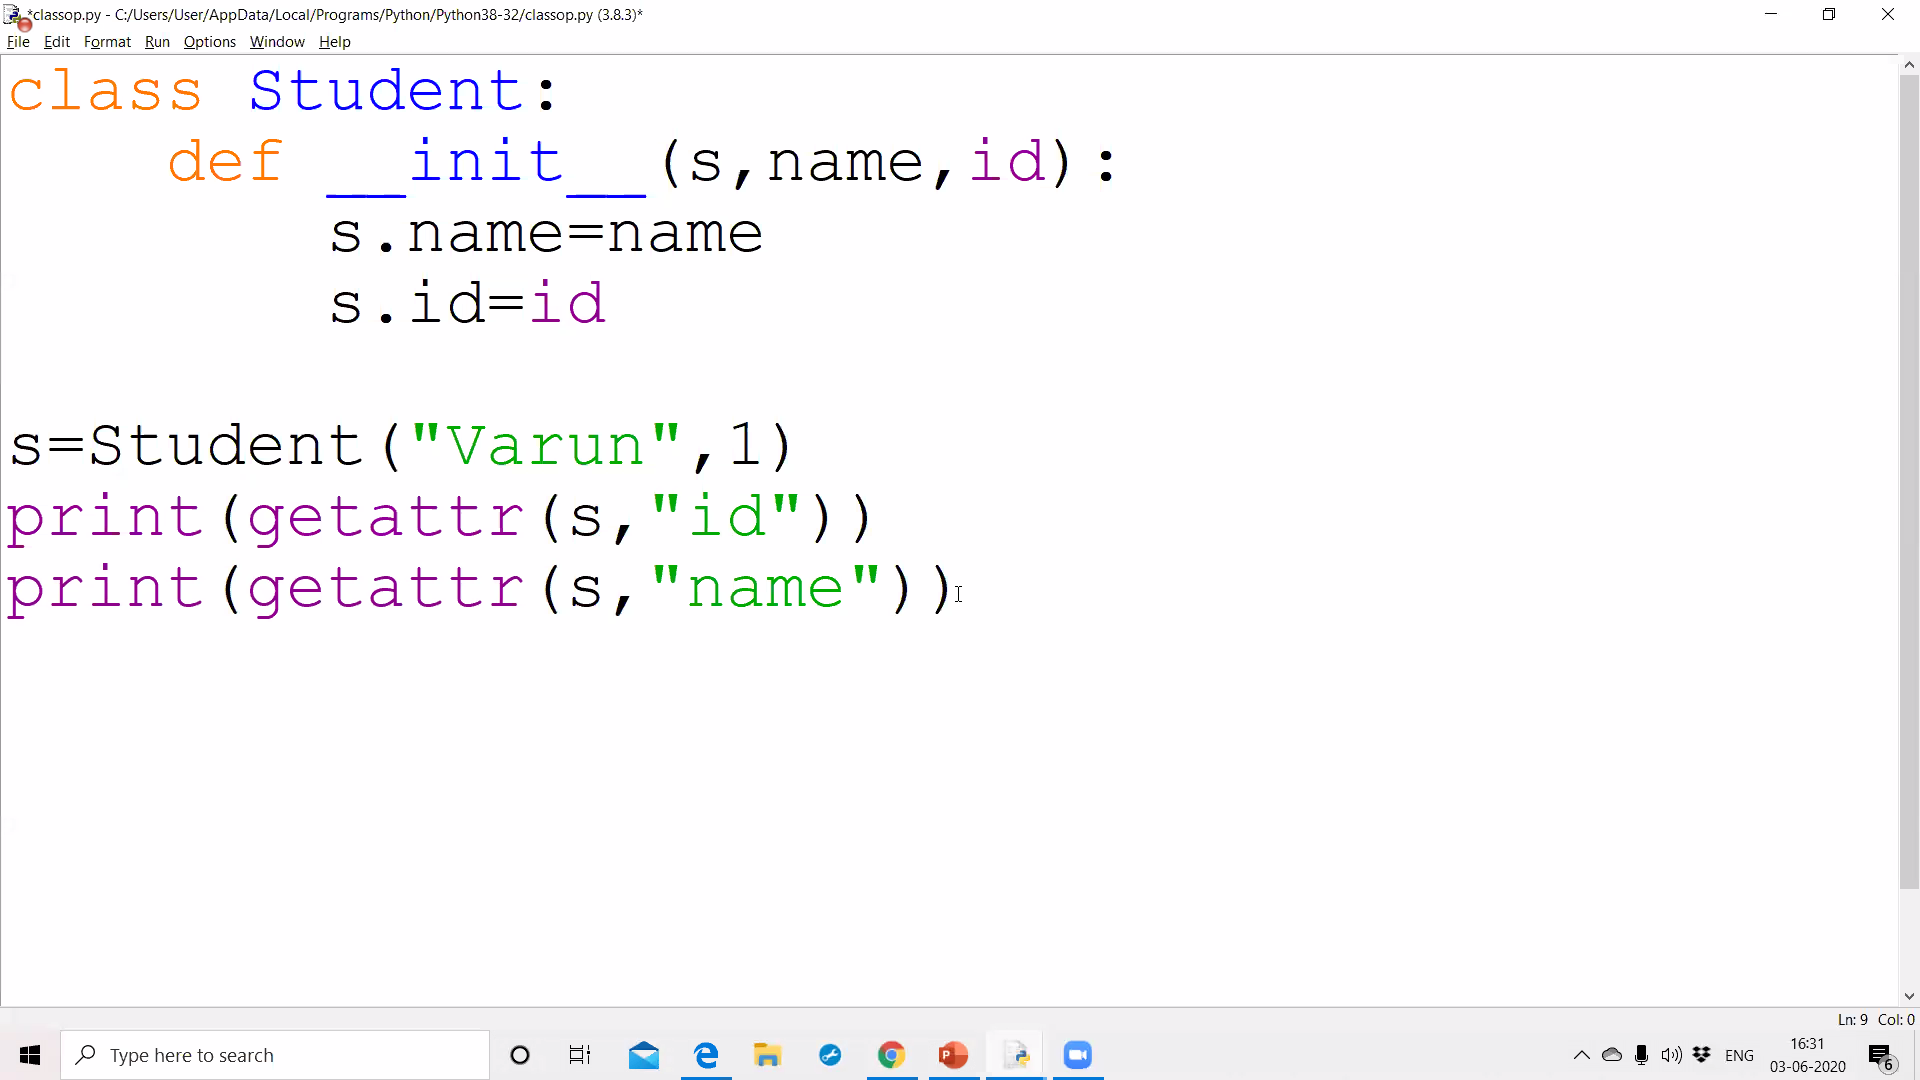 *classop.py - C:/Users/User/AppData/Local/Programs/Python/Python38-32/classop.py (3.8.3)*
File Edit Format Run Options Window Help
class Student:
    def __init__(s,name,id):
        s.name=name
        s.id=id

s=Student("Varun",1)
print(getattr(s,"id"))
print(getattr(s,"name"))
Ln: 9 Col: 0
Type here to search
ENG
16:31
03-06-2020
6